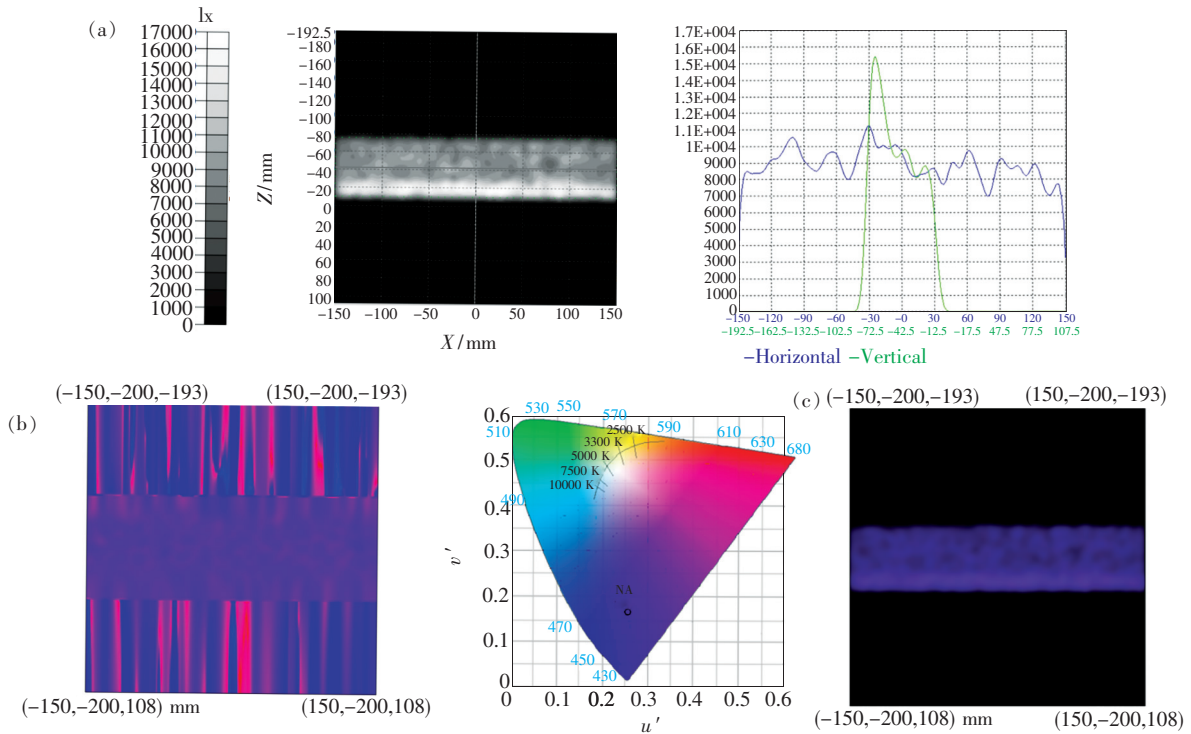 (a)
lx
17000
16000
15000
14000
13000
12000
11000
10000
9000
8000
7000
6000
5000
4000
3000
2000
1000
0
Z/mm
-192.5
-180
-160
-140
-120
-100
-80
-60
-40
-20
0
20
40
60
80
100
-150 -100 -50 0 50 100 150
X/mm
1.7E+004
1.6E+004
1.5E+004
1.4E+004
1.3E+004
1.2E+004
1.1E+004
1E+004
9000
8000
7000
6000
5000
4000
3000
2000
1000
0
-150 -120 -90 -60 -30 -0 30 60 90 120 150
-192.5 -162.5 -132.5 -102.5 -72.5 -42.5 -12.5 -17.5 47.5 77.5 107.5
-Horizontal -Vertical
(b)
(-150,-200,-193) (150,-200,-193)
(-150,-200,108) mm (150,-200,108)
v'
0.6
0.5
0.4
0.3
0.2
0.1
0
510 530 550 570 590 610 630 680
2500 K
3300 K
5000 K
7500 K
10000 K
490
NA
470
450
430
0 0.1 0.2 0.3 0.4 0.5 0.6
u'
(c)
(-150,-200,-193) (150,-200,-193)
(-150,-200,108) mm (150,-200,108)